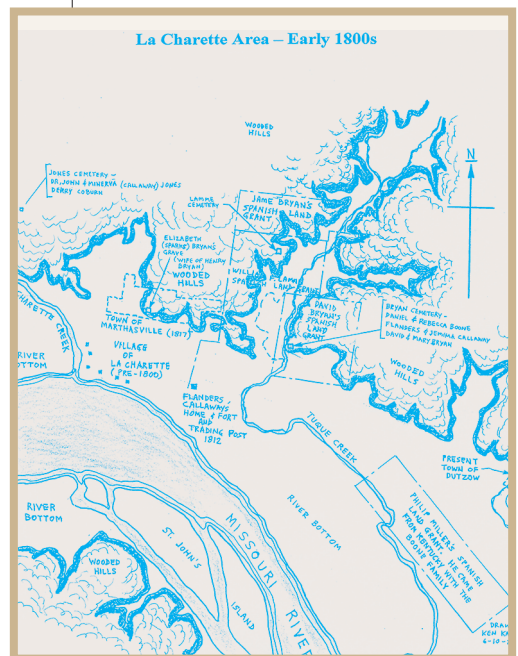 La Charette Area – Early 1800s
WOODED
HILLS
N
JONES CEMETERY –
DR. JOHN & MINERVA (CALLAWAY) JONES
DERRY COBURN
LAMME
CEMETERY
JAME BRYAN'S
SPANISH LAND
GRANT
ELIZABETH
(SPARKS) BRYAN'S
GRAVE
(WIFE OF HENRY
BRYAN)
WOODED
HILLS
LAND GRANT
DAVID
BRYAN'S
SPANISH
LAND
GRANT
BRYAN CEMETERY–
DANIEL & REBECCA BOONE
FLANDERS & JEMIMA CALLAWAY
DAVID & MARY BRYAN
TOWN OF
MARTHASVILLE (1817)
CHARETTE CREEK
RIVER
BOTTOM
VILLAGE
OF
LA CHARETTE
(PRE-1800)
FLANDERS
CALLAWAYS
HOME & FORT
AND
TRADING POST
1812
WOODED
HILLS
TUQUE CREEK
PRESENT
TOWN OF
DUTZOW
PHILIP MILLER'S SPANISH
LAND GRANT. HE CAME
FROM KENTUCKY WITH THE
BOONE FAMILY
RIVER BOTTOM
RIVER
BOTTOM
ST. JOHN'S
ISLAND
MISSOURI RIVER
WOODED
HILLS
KEN